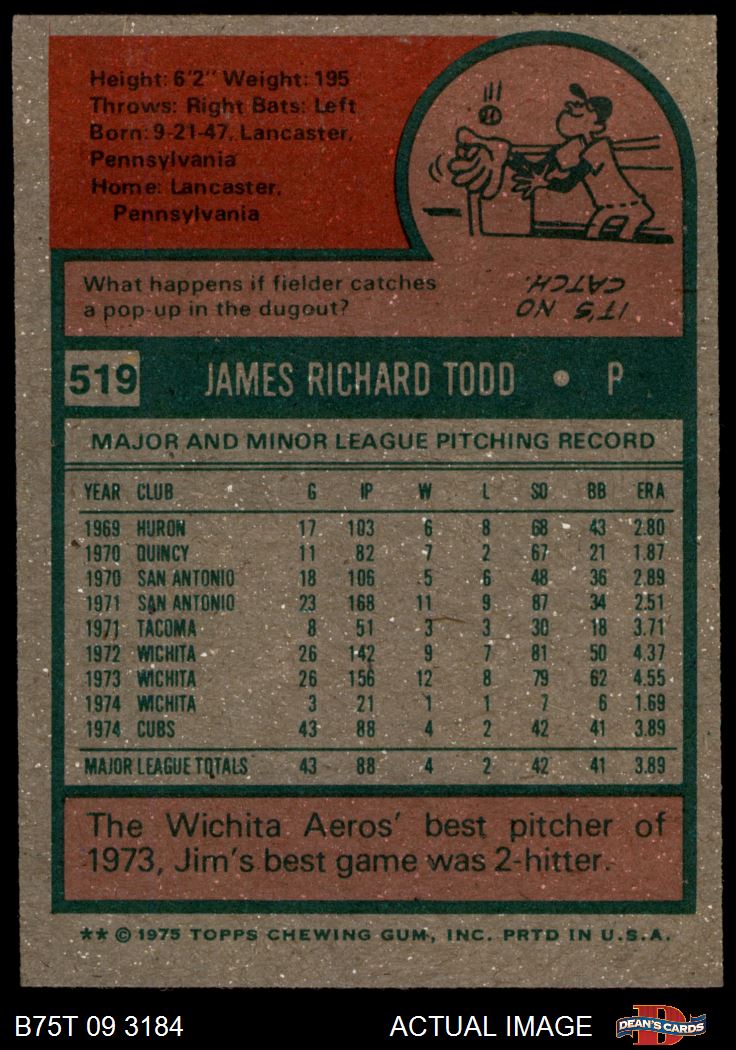 Height: 6'2" Weight: 195
Throws: Right Bats: Left
Born: 9-21-47, Lancaster,
Pennsylvania
Home: Lancaster,
Pennsylvania
What happens if fielder catches
a pop-up in the dugout?
IT'S NO
CATCH.
519 JAMES RICHARD TODD • P
MAJOR AND MINOR LEAGUE PITCHING RECORD
YEAR CLUB G IP W L SO BB ERA
1969 HURON 17 103 6 8 68 43 2.80
1970 QUINCY 11 82 7 2 67 21 1.87
1970 SAN ANTONIO 18 106 5 6 48 36 2.89
1971 SAN ANTONIO 23 168 11 9 87 34 2.51
1971 TACOMA 8 51 3 3 30 18 3.71
1972 WICHITA 26 142 9 7 81 50 4.37
1973 WICHITA 26 156 12 8 79 62 4.55
1974 WICHITA 3 21 1 1 7 6 1.69
1974 CUBS 43 88 4 2 42 41 3.89
MAJOR LEAGUE TOTALS 43 88 4 2 42 41 3.89
The Wichita Aeros' best pitcher of
1973, Jim's best game was 2-hitter.
** © 1975 TOPPS CHEWING GUM, INC. PRTD IN U.S.A.
B75T 09 3184 ACTUAL IMAGE D DEAN'S CARDS